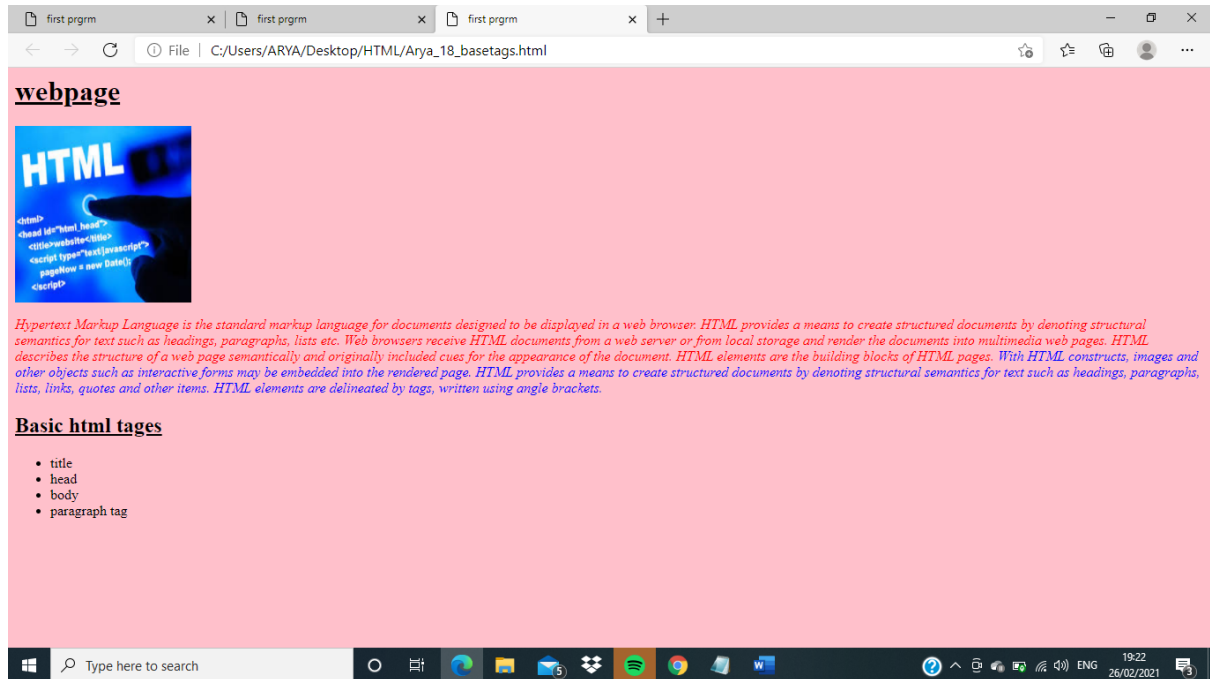 first prgrm
first prgrm
first prgrm
File | C:/Users/ARYA/Desktop/HTML/Arya_18_basetags.html
webpage
HTML
<html>
<head id="html_head">
<title>website</title>
<script type="text/javascript">
pageNow = new Date();
</script>
Hypertext Markup Language is the standard markup language for documents designed to be displayed in a web browser. HTML provides a means to create structured documents by denoting structural
semantics for text such as headings, paragraphs, lists etc. Web browsers receive HTML documents from a web server or from local storage and render the documents into multimedia web pages. HTML
describes the structure of a web page semantically and originally included cues for the appearance of the document. HTML elements are the building blocks of HTML pages. With HTML constructs, images and
other objects such as interactive forms may be embedded into the rendered page. HTML provides a means to create structured documents by denoting structural semantics for text such as headings, paragraphs,
lists, links, quotes and other items. HTML elements are delineated by tags, written using angle brackets.
Basic html tages
• title
• head
• body
• paragraph tag
Type here to search
5
W
ENG
19:22
26/02/2021
3